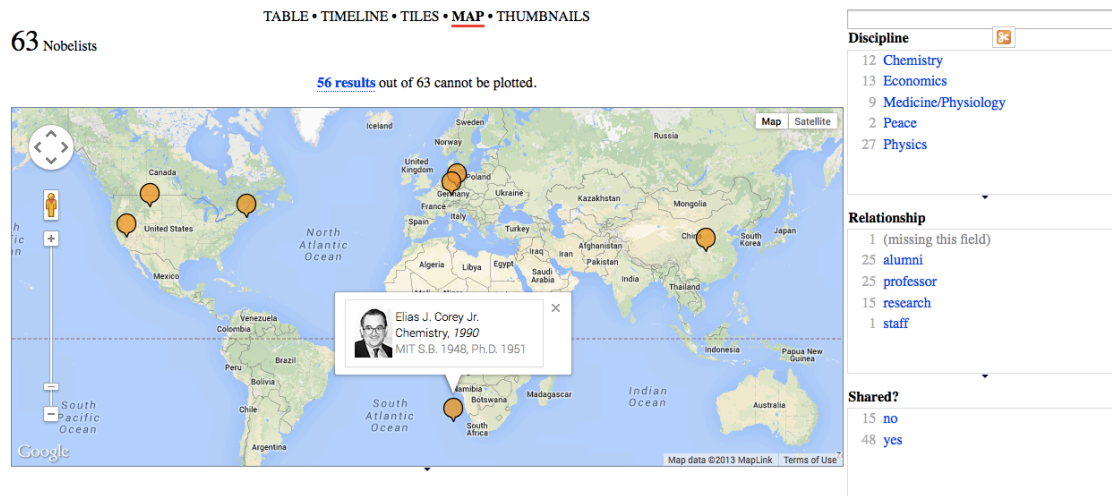 TABLE • TIMELINE • TILES • MAP • THUMBNAILS
63 Nobelists
56 results out of 63 cannot be plotted.
Map Satellite
Iceland
Sweden
Norway
Russia
Canada
United
Kingdom
Poland
Germany
Ukraine
Kazakhstan
Mongolia
France
Italy
Spain
Turkey
United States
North
Atlantic
Ocean
China
South
Korea
Japan
Iraq
Iran
Afghanistan
Pakistan
Algeria
Libya
Egypt
Saudi
Arabia
India
Thailand
Mexico
Venezuela
Colombia
Elias J. Corey Jr.
Chemistry, 1990
MIT S.B. 1948, Ph.D. 1951
Indonesia
Papua New
Guinea
Peru
Brazil
Bolivia
Namibia
Botswana
Madagascar
Indian
Ocean
Australia
South
Pacific
Ocean
Chile
South
Atlantic
Ocean
South
Africa
Argentina
Google
Map data ©2013 MapLink
Terms of Use
Discipline
12 Chemistry
13 Economics
9 Medicine/Physiology
2 Peace
27 Physics
Relationship
1 (missing this field)
25 alumni
25 professor
15 research
1 staff
Shared?
15 no
48 yes